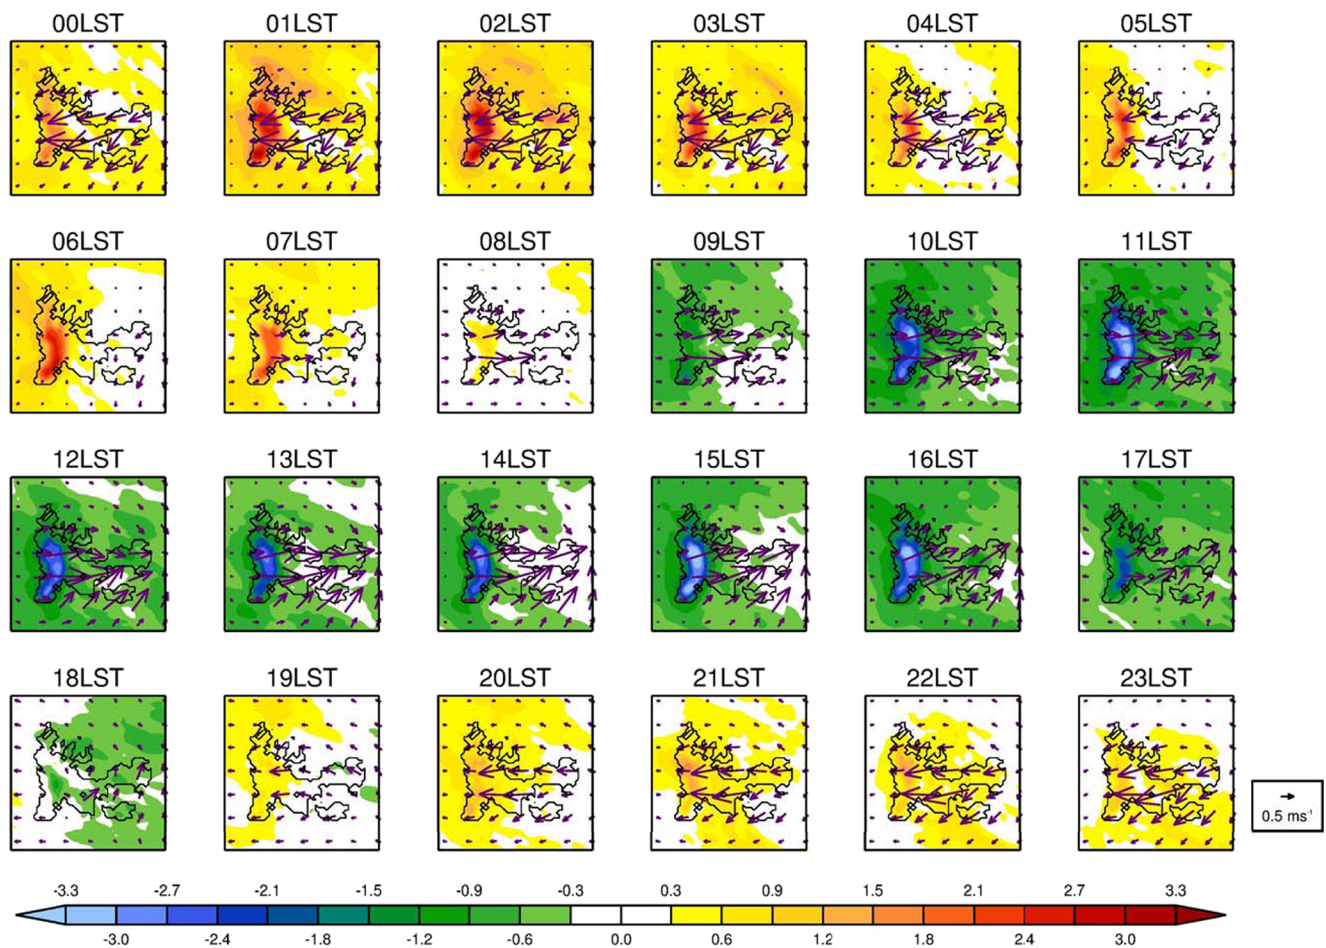 00LST 01LST 02LST 03LST 04LST 05LST
06LST 07LST 08LST 09LST 10LST 11LST
12LST 13LST 14LST 15LST 16LST 17LST
18LST 19LST 20LST 21LST 22LST 23LST
0.5 ms⁻¹
-3.3 -2.7 -2.1 -1.5 -0.9 -0.3 0.3 0.9 1.5 2.1 2.7 3.3
-3.0 -2.4 -1.8 -1.2 -0.6 0.0 0.6 1.2 1.8 2.4 3.0